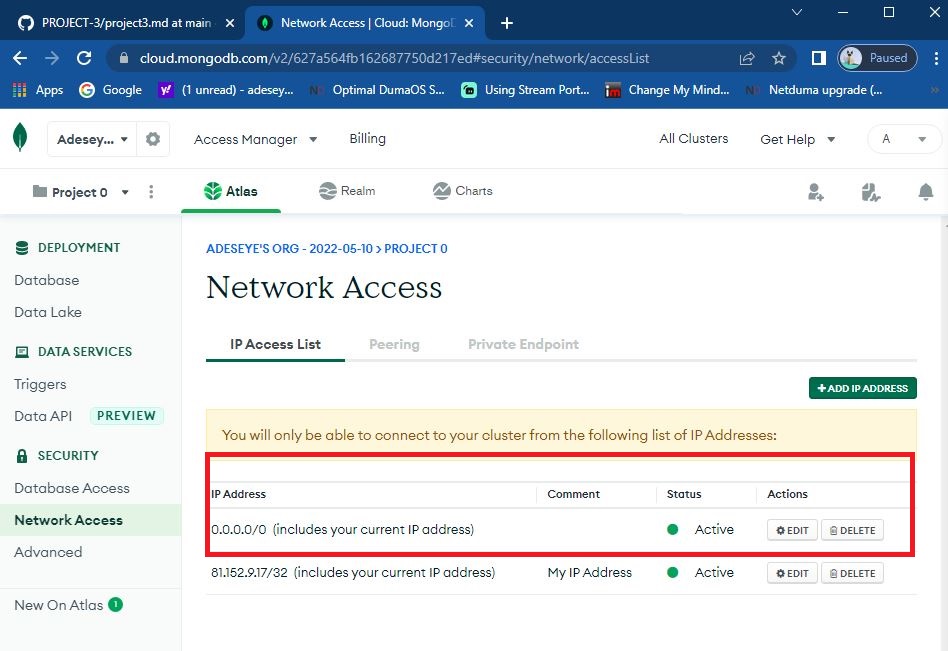 PROJECT-3/project3.md at main
Network Access | Cloud: MongoD
cloud.mongodb.com/v2/627a564fb162687750d217ed#security/network/accessList
Paused
Apps Google (1 unread) - adesey... Optimal DumaOS S... Using Stream Port... Change My Mind... Netduma upgrade (...
Adesey... Access Manager Billing All Clusters Get Help A
Project 0 Atlas Realm Charts
DEPLOYMENT
Database
Data Lake
DATA SERVICES
Triggers
Data API PREVIEW
SECURITY
Database Access
Network Access
Advanced
New On Atlas 1
ADESEYE'S ORG - 2022-05-10 > PROJECT 0
Network Access
IP Access List Peering Private Endpoint
+ ADD IP ADDRESS
You will only be able to connect to your cluster from the following list of IP Addresses:
IP Address Comment Status Actions
0.0.0.0/0 (includes your current IP address) Active EDIT DELETE
81.152.9.17/32 (includes your current IP address) My IP Address Active EDIT DELETE